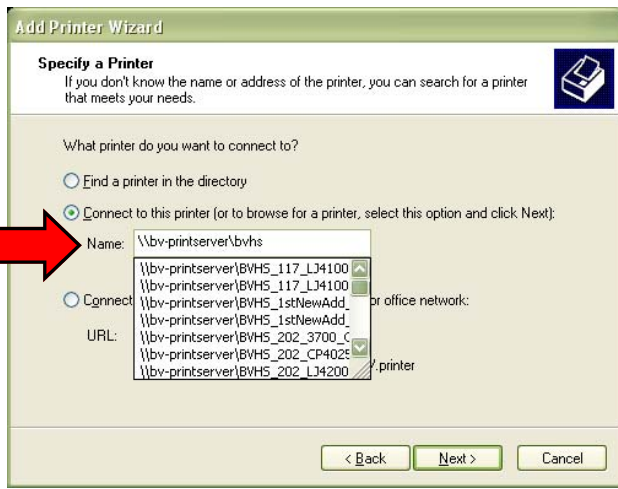 Add Printer Wizard
Specify a Printer
If you don't know the name or address of the printer, you can search for a printer
that meets your needs.
What printer do you want to connect to?
Find a printer in the directory
Connect to this printer (or to browse for a printer, select this option and click Next):
Name: \\bv-printserver\bvhs
\\bv-printserver\BVHS_117_LJ4100
\\bv-printserver\BVHS_117_LJ4100
\\bv-printserver\BVHS_1stNewAdd_
Connect or office network:
\\bv-printserver\BVHS_1stNewAdd_
URL: \\bv-printserver\BVHS_202_3700_
\\bv-printserver\BVHS_202_CP4025
\\bv-printserver\BVHS_202_LJ4200
/.printer
< Back Next > Cancel